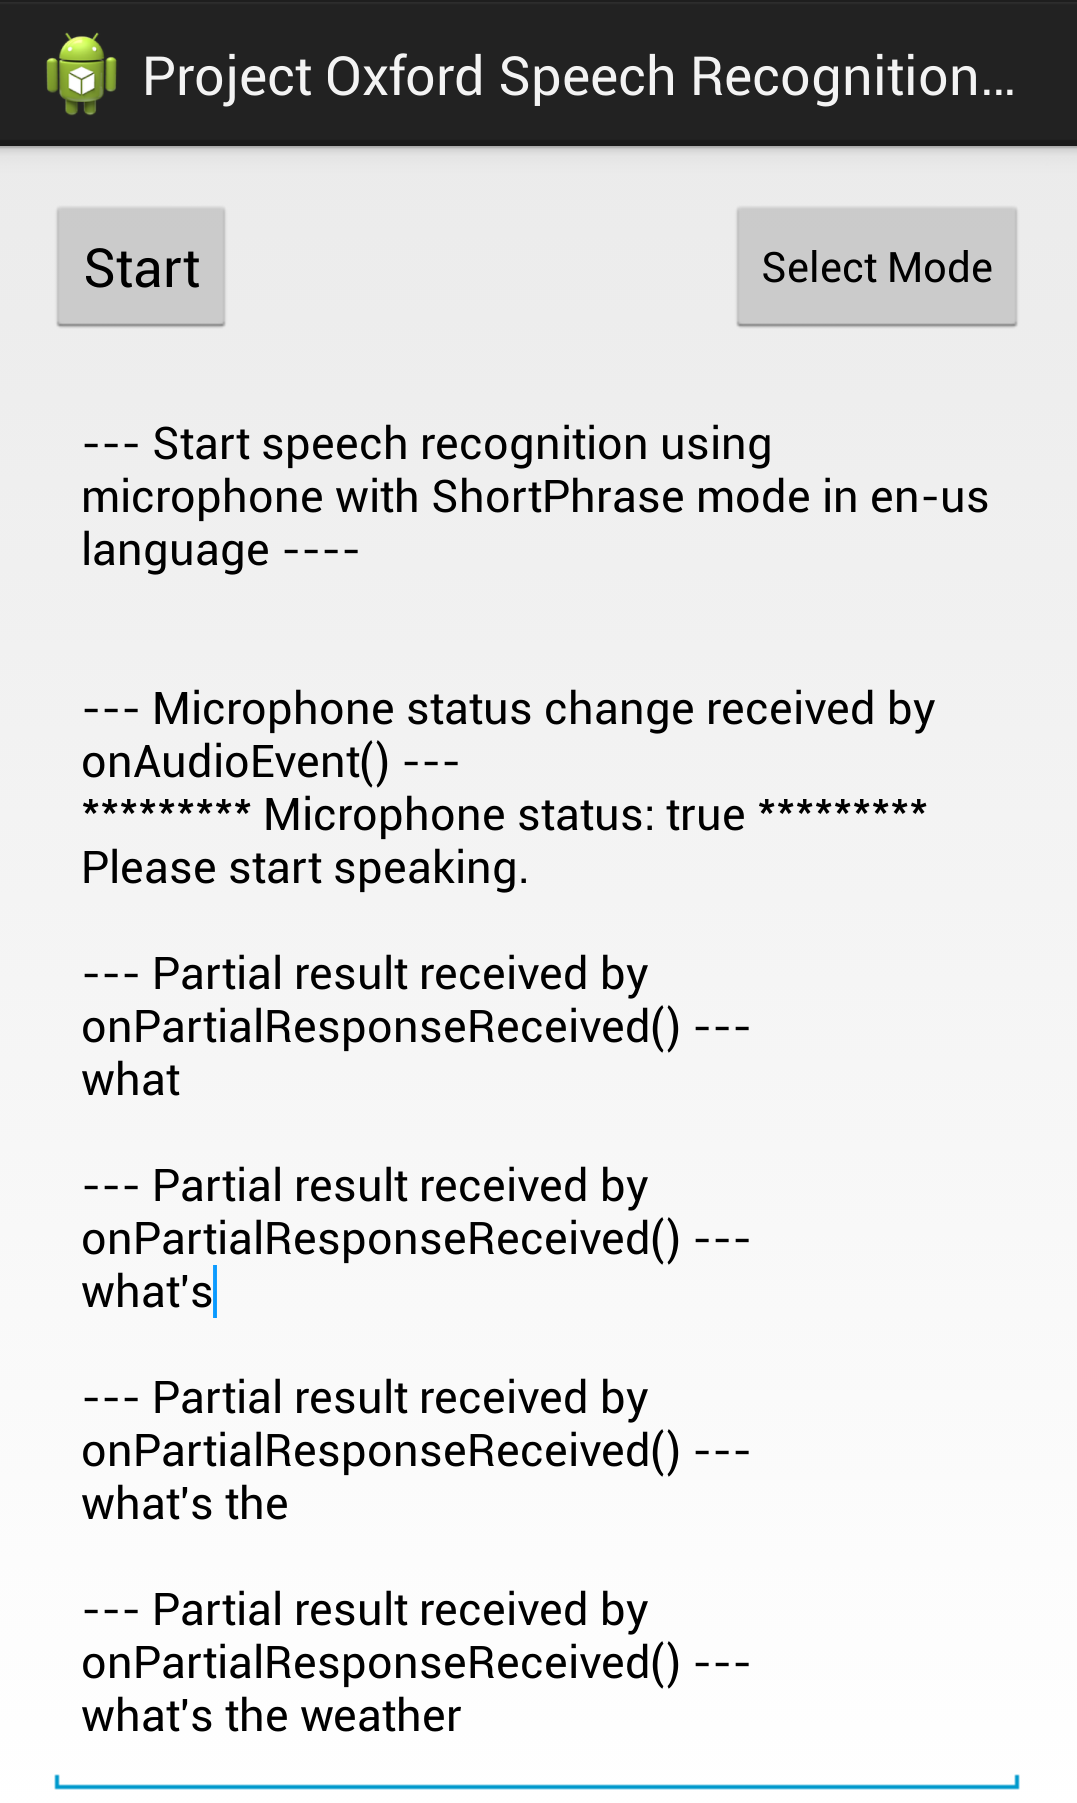 Project Oxford Speech Recognition...
Start
Select Mode
--- Start speech recognition using
microphone with ShortPhrase mode in en-us
language ----
--- Microphone status change received by
onAudioEvent() ---
********* Microphone status: true *********
Please start speaking.
--- Partial result received by
onPartialResponseReceived() ---
what
--- Partial result received by
onPartialResponseReceived() ---
what's
--- Partial result received by
onPartialResponseReceived() ---
what's the
--- Partial result received by
onPartialResponseReceived() ---
what's the weather